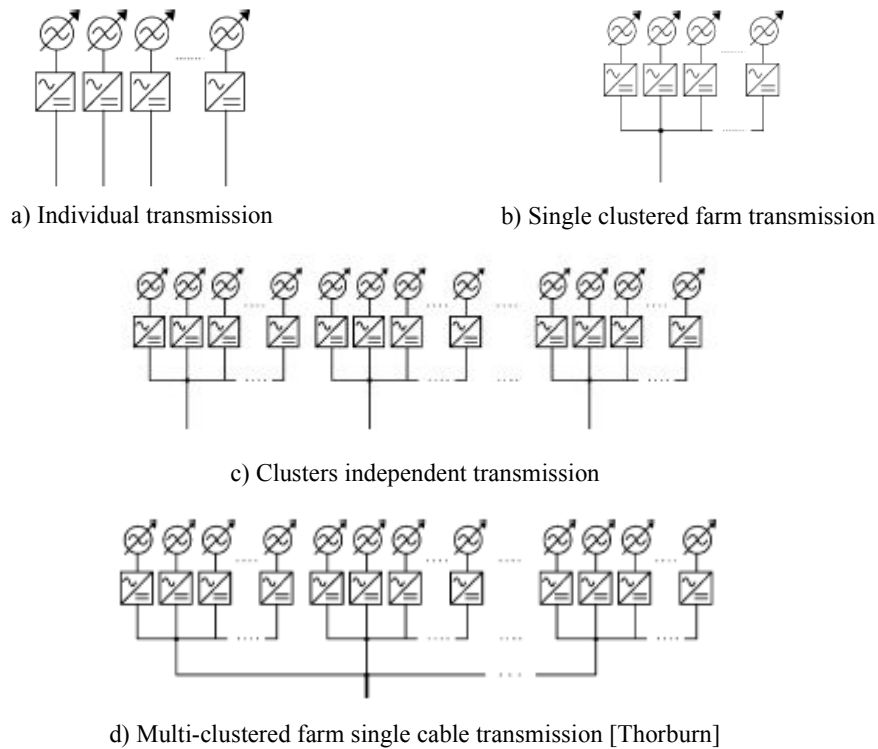 a) Individual transmission
b) Single clustered farm transmission
c) Clusters independent transmission
d) Multi-clustered farm single cable transmission [Thorburn]